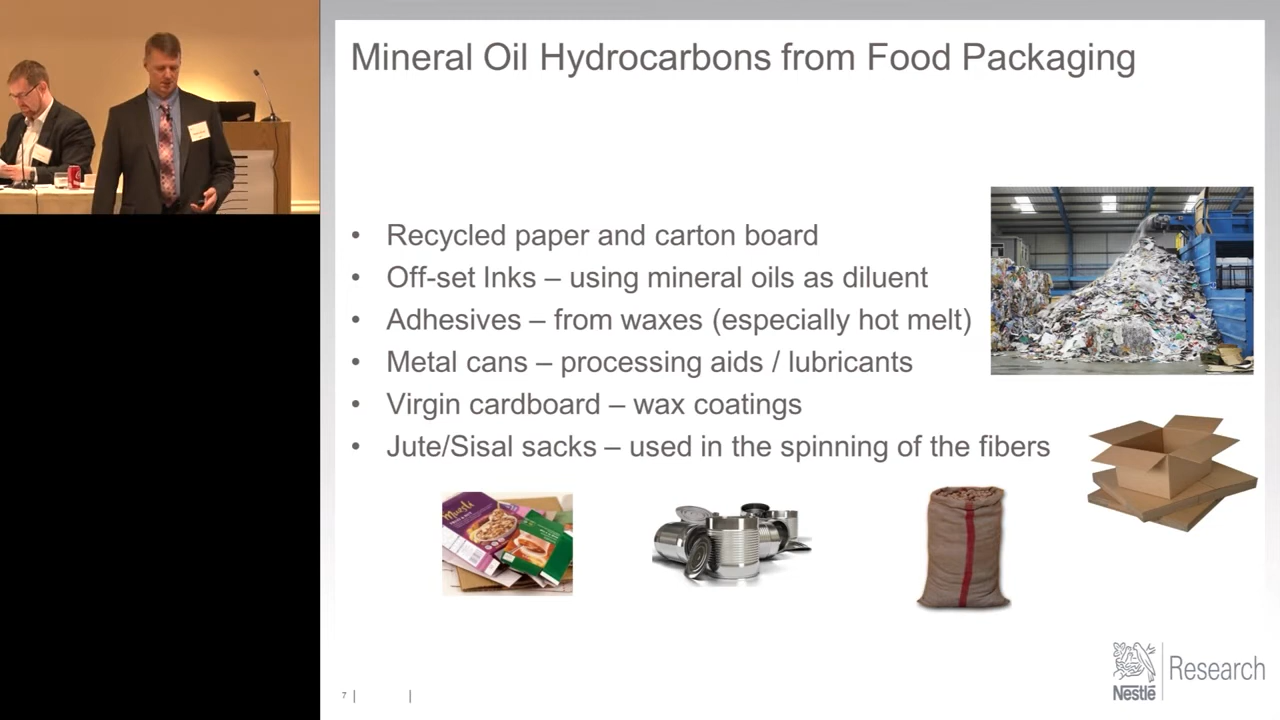 Mineral Oil Hydrocarbons from Food Packaging
• Recycled paper and carton board
• Off-set Inks – using mineral oils as diluent
• Adhesives – from waxes (especially hot melt)
• Metal cans – processing aids / lubricants
• Virgin cardboard – wax coatings
• Jute/Sisal sacks – used in the spinning of the fibers
Muesli
7 | |
Nestlé Research